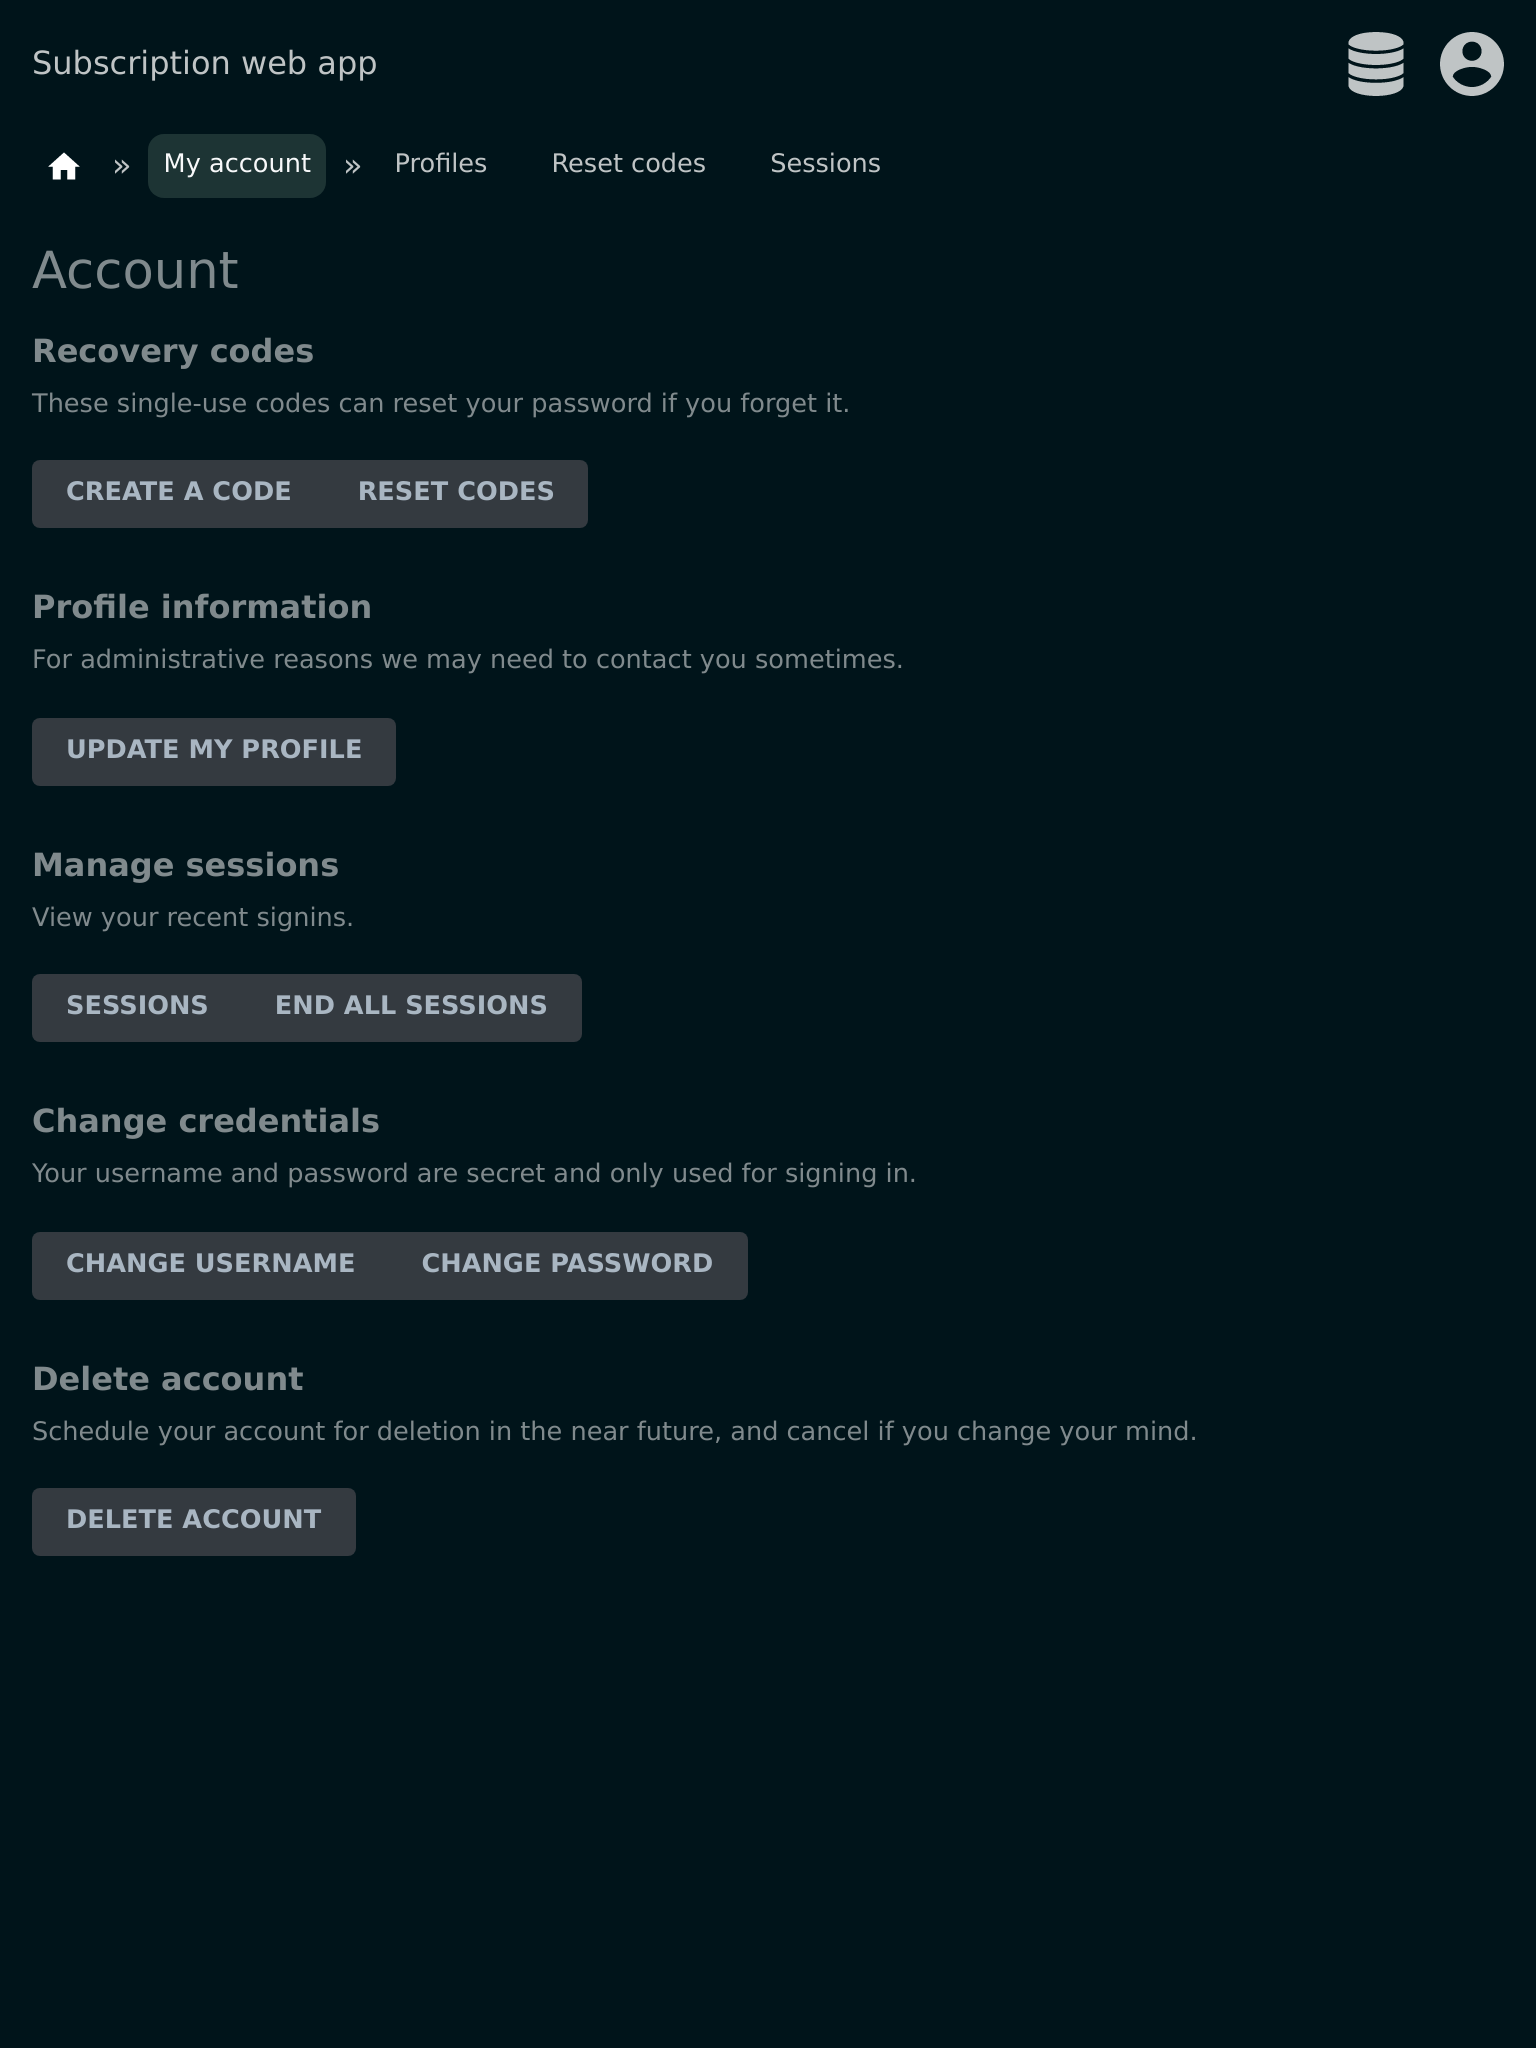 Subscription web app
» My account » Profiles Reset codes Sessions
Account
Recovery codes
These single-use codes can reset your password if you forget it.
CREATE A CODE RESET CODES
Profile information
For administrative reasons we may need to contact you sometimes.
UPDATE MY PROFILE
Manage sessions
View your recent signins.
SESSIONS END ALL SESSIONS
Change credentials
Your username and password are secret and only used for signing in.
CHANGE USERNAME CHANGE PASSWORD
Delete account
Schedule your account for deletion in the near future, and cancel if you change your mind.
DELETE ACCOUNT